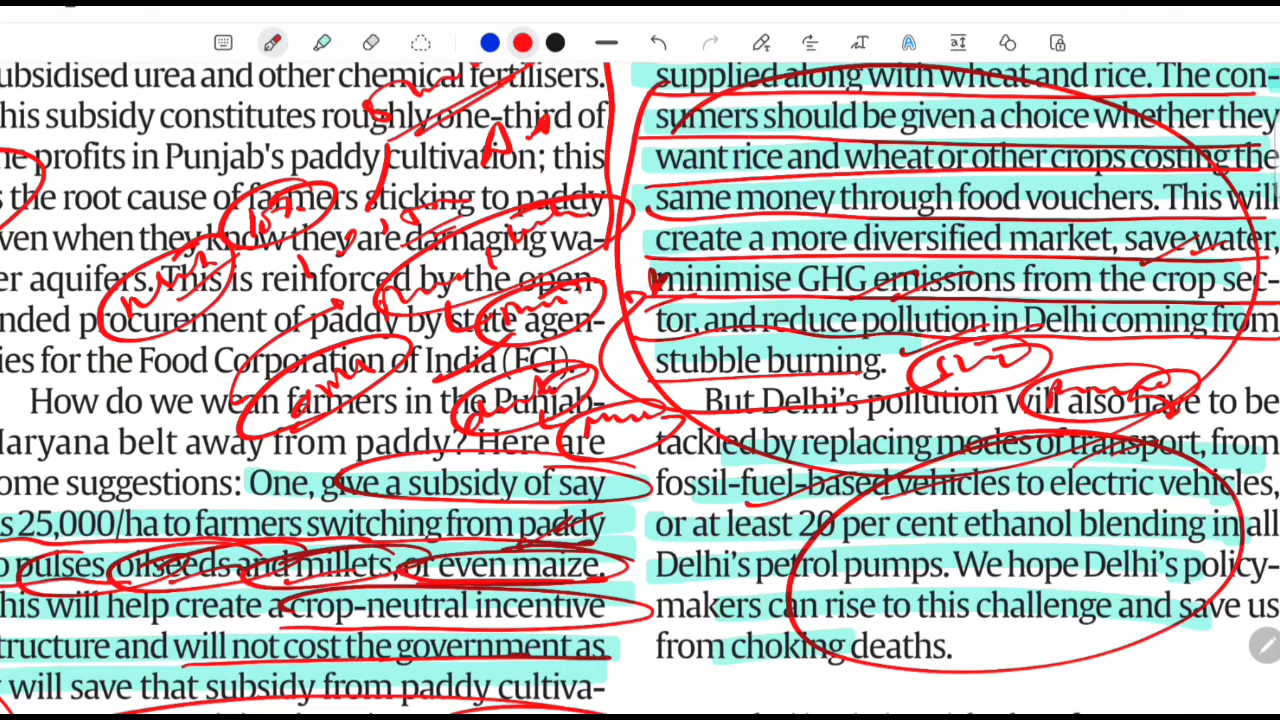 ubsidised urea and other chemical fertilisers.
his subsidy constitutes roughly one-third of
ne profits in Punjab's paddy cultivation; this
s the root cause of farmers sticking to paddy
ven when they know they are damaging wa-
er aquifers. This is reinforced by the open-
nded procurement of paddy by state agen-
ies for the Food Corporation of India (FCI).
How do we wean farmers in the Punjab-
Haryana belt away from paddy? Here are
ome suggestions: One, give a subsidy of say
s 25,000/ha to farmers switching from paddy
o pulses, oilseeds and millets, or even maize.
his will help create a crop-neutral incentive
tructure and will not cost the government as
will save that subsidy from paddy cultiva-
supplied along with wheat and rice. The con-
sumers should be given a choice whether they
want rice and wheat or other crops costing the
same money through food vouchers. This will
create a more diversified market, save water,
minimise GHG emissions from the crop sec-
tor, and reduce pollution in Delhi coming from
stubble burning.
But Delhi's pollution will also have to be
tackled by replacing modes of transport, from
fossil-fuel-based vehicles to electric vehicles,
or at least 20 per cent ethanol blending in all
Delhi's petrol pumps. We hope Delhi's policy-
makers can rise to this challenge and save us
from choking deaths.